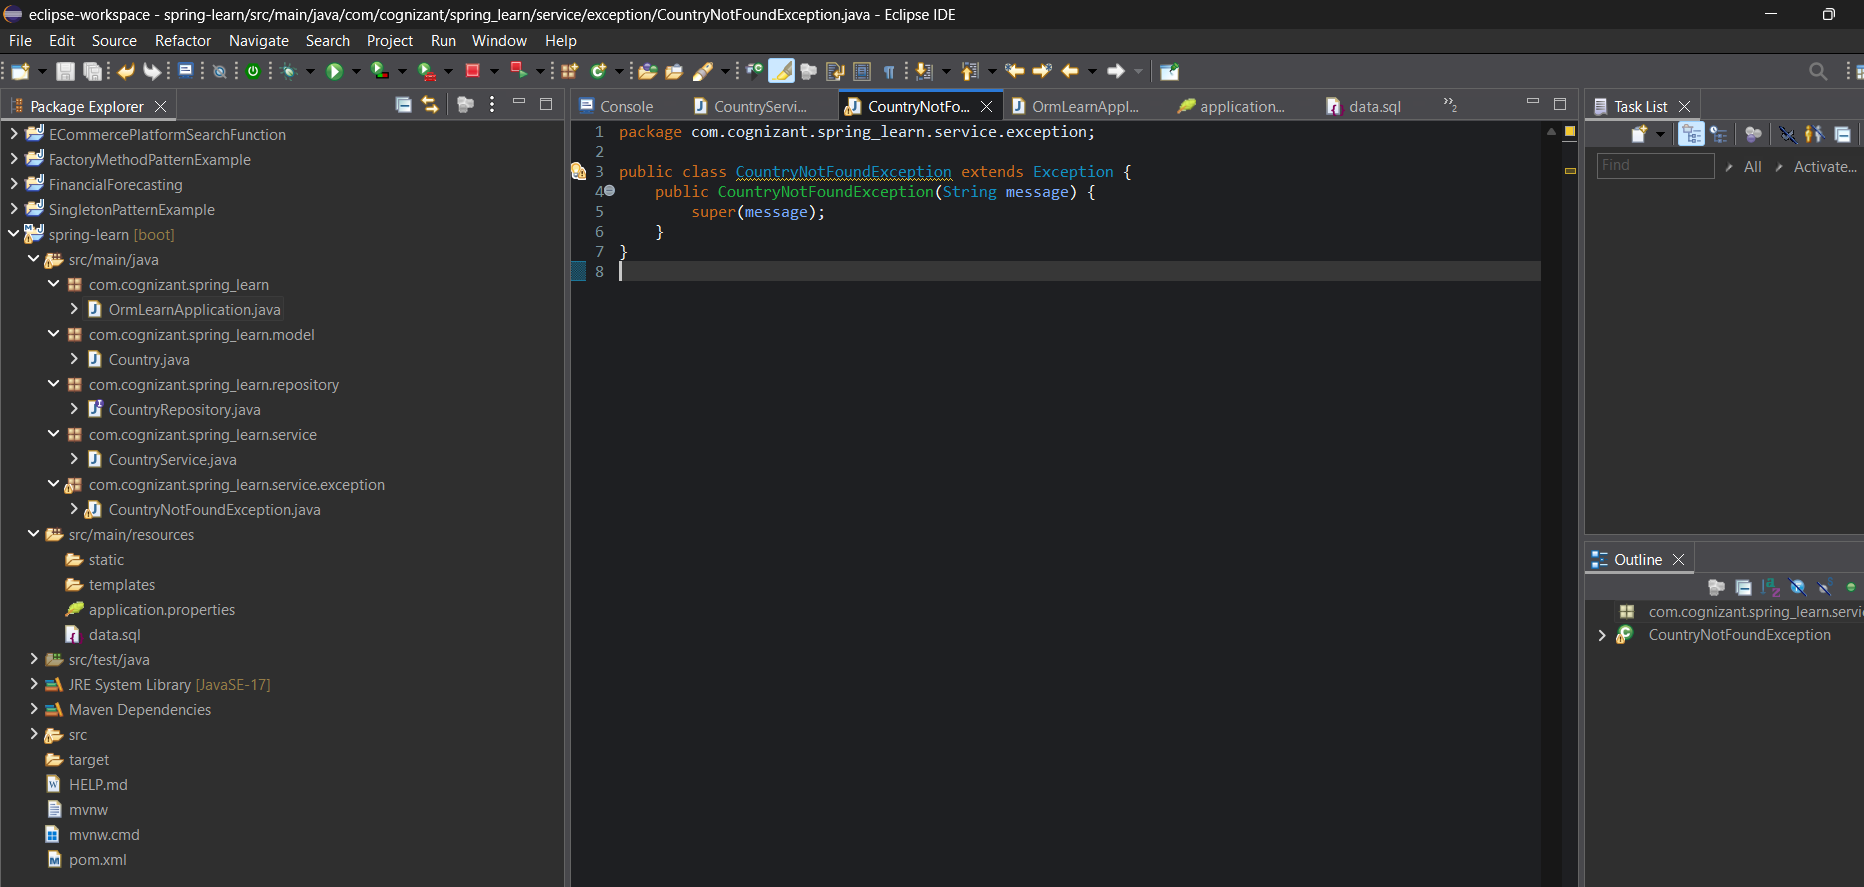 eclipse-workspace - spring-learn/src/main/java/com/cognizant/spring_learn/service/exception/CountryNotFoundException.java - Eclipse IDE
File Edit Source Refactor Navigate Search Project Run Window Help
Package Explorer
ECommercePlatformSearchFunction
FactoryMethodPatternExample
FinancialForecasting
SingletonPatternExample
spring-learn [boot]
src/main/java
com.cognizant.spring_learn
OrmLearnApplication.java
com.cognizant.spring_learn.model
Country.java
com.cognizant.spring_learn.repository
CountryRepository.java
com.cognizant.spring_learn.service
CountryService.java
com.cognizant.spring_learn.service.exception
CountryNotFoundException.java
src/main/resources
static
templates
application.properties
data.sql
src/test/java
JRE System Library [JavaSE-17]
Maven Dependencies
src
target
HELP.md
mvnw
mvnw.cmd
pom.xml
Console CountryServi... CountryNotFo... OrmLearnAppl... application... data.sql »2
1 package com.cognizant.spring_learn.service.exception;
2
3 public class CountryNotFoundException extends Exception {
4 public CountryNotFoundException(String message) {
5 super(message);
6 }
7 }
8
Task List
Find All Activate...
Outline
com.cognizant.spring_learn.servi
CountryNotFoundException